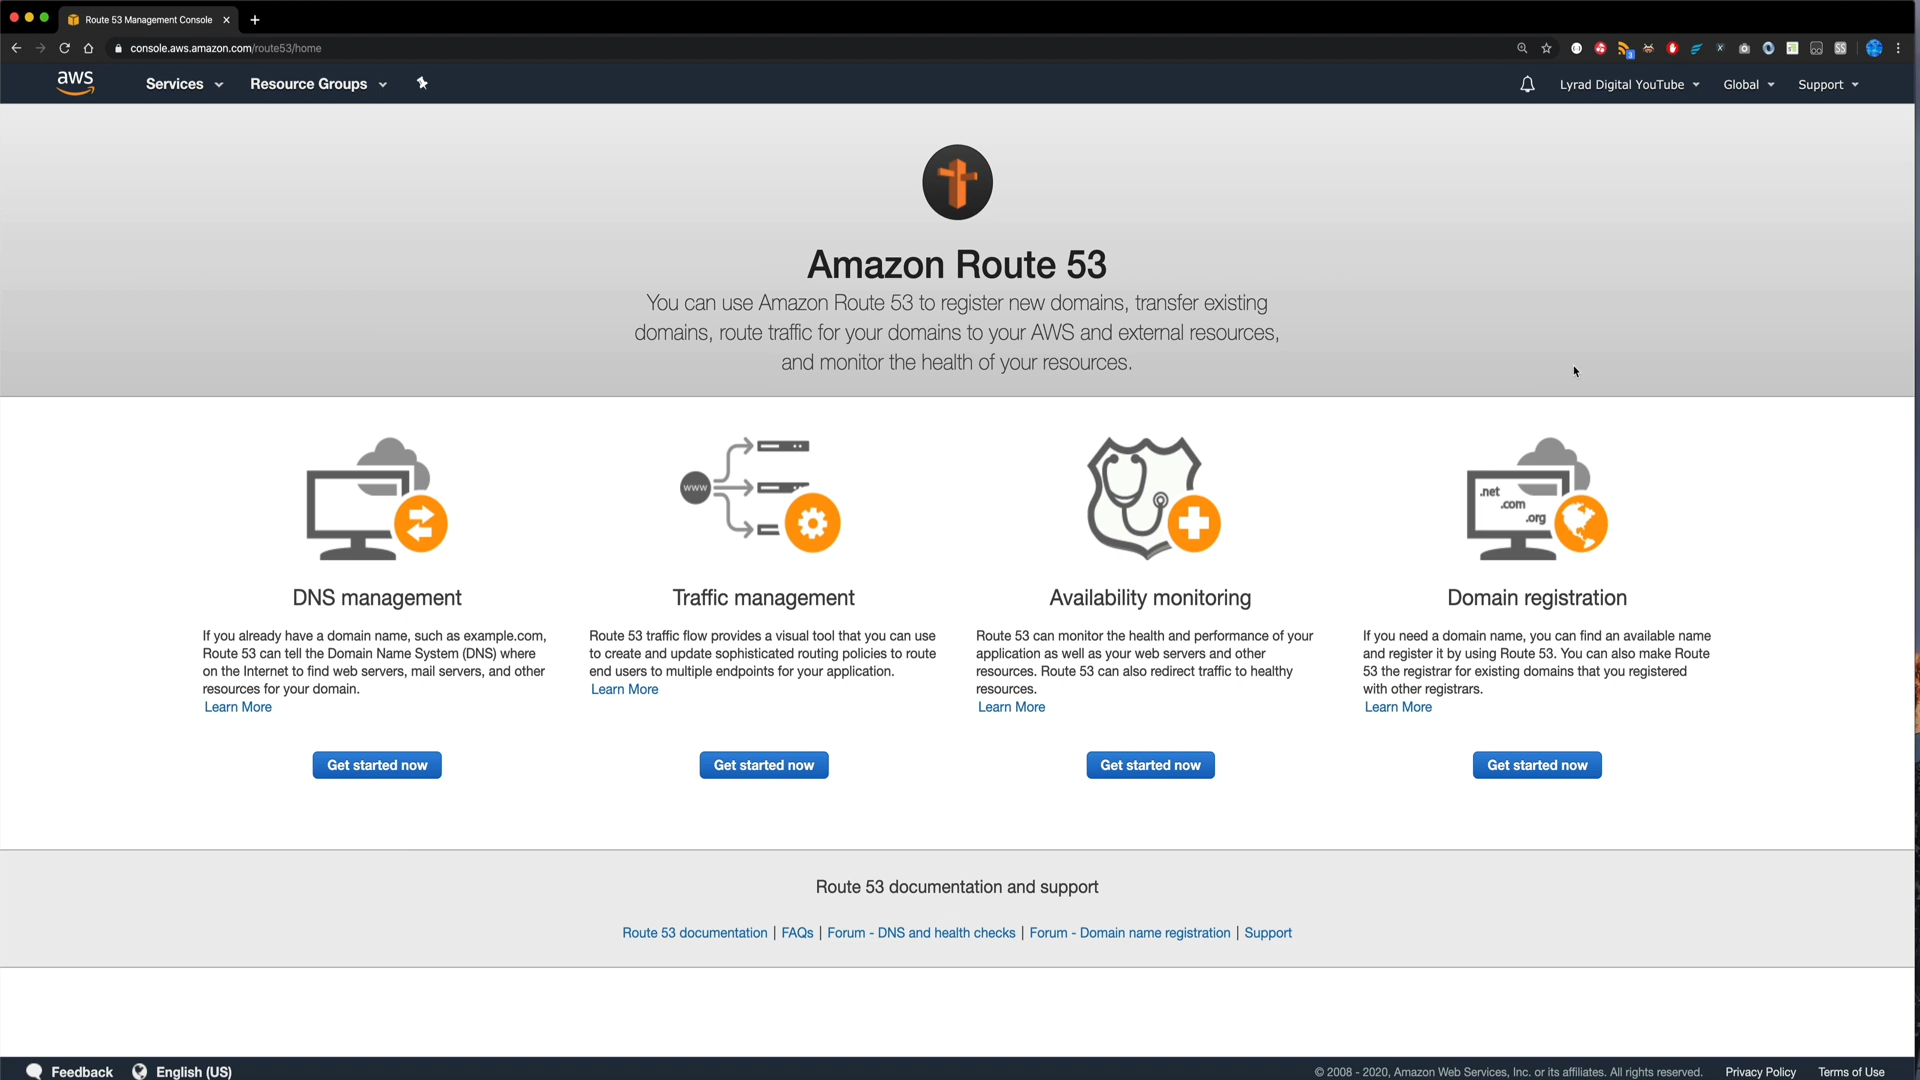 Route 53 Management Console
console.aws.amazon.com/route53/home
3
SS
aws
Services
Resource Groups
Lyrad Digital YouTube
Global
Support
Amazon Route 53
You can use Amazon Route 53 to register new domains, transfer existing
domains, route traffic for your domains to your AWS and external resources,
and monitor the health of your resources.
www
.net
.com
.org
DNS management
If you already have a domain name, such as example.com,
Route 53 can tell the Domain Name System (DNS) where
on the Internet to find web servers, mail servers, and other
resources for your domain.
Learn More
Get started now
Traffic management
Route 53 traffic flow provides a visual tool that you can use
to create and update sophisticated routing policies to route
end users to multiple endpoints for your application.
Learn More
Get started now
Availability monitoring
Route 53 can monitor the health and performance of your
application as well as your web servers and other
resources. Route 53 can also redirect traffic to healthy
resources.
Learn More
Get started now
Domain registration
If you need a domain name, you can find an available name
and register it by using Route 53. You can also make Route
53 the registrar for existing domains that you registered
with other registrars.
Learn More
Get started now
Route 53 documentation and support
Route 53 documentation | FAQs | Forum - DNS and health checks | Forum - Domain name registration | Support
Feedback
English (US)
© 2008 - 2020, Amazon Web Services, Inc. or its affiliates. All rights reserved.
Privacy Policy
Terms of Use